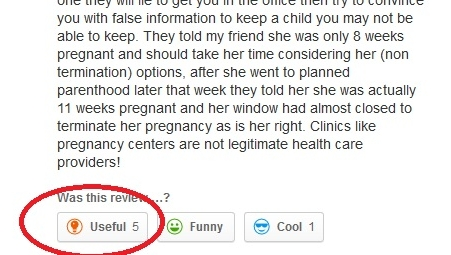 one they will lie to get you in the office then try to convince
you with false information to keep a child you may not be
able to keep. They told my friend she was only 8 weeks
pregnant and should take her time considering her (non
termination) options, after she went to planned
parenthood later that week they told her she was actually
11 weeks pregnant and her window had almost closed to
terminate her pregnancy as is her right. Clinics like
pregnancy centers are not legitimate health care
providers!
Was this review…?
Useful 5 Funny Cool 1